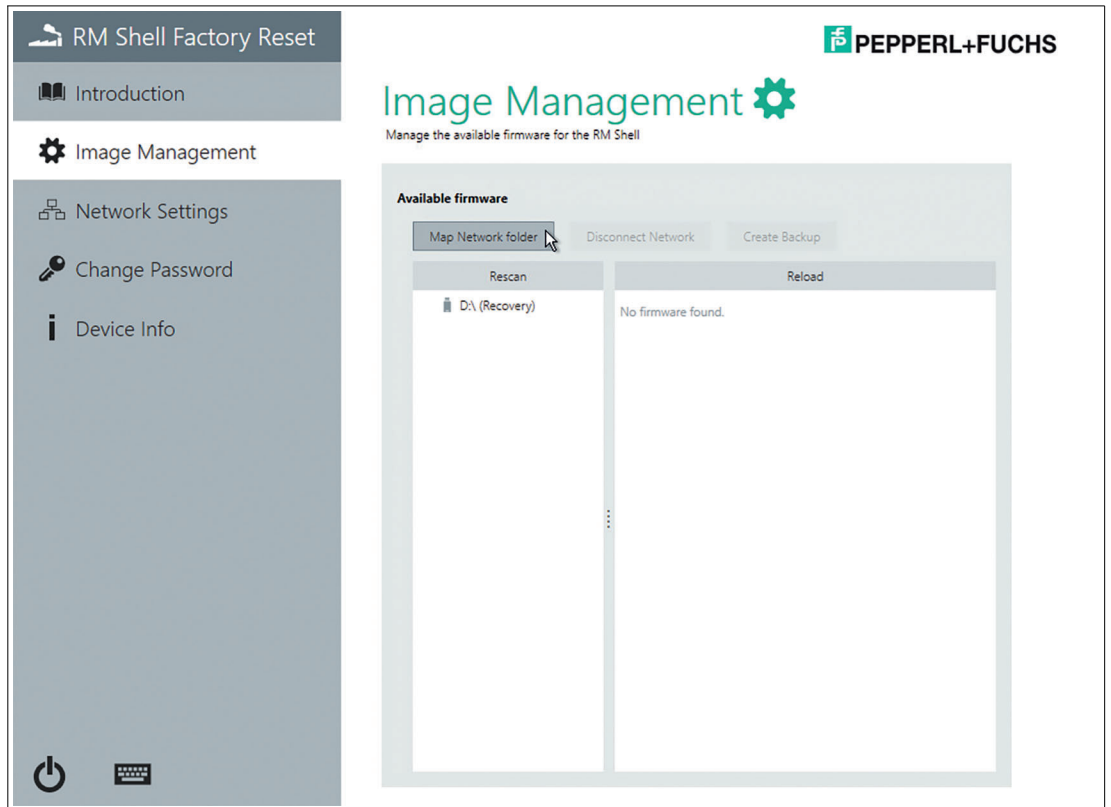 RM Shell Factory Reset
Introduction
Image Management
Network Settings
Change Password
Device Info
PEPPERL+FUCHS
Image Management
Manage the available firmware for the RM Shell
Available firmware
Map Network folder
Disconnect Network
Create Backup
Rescan
Reload
D:\ (Recovery)
No firmware found.